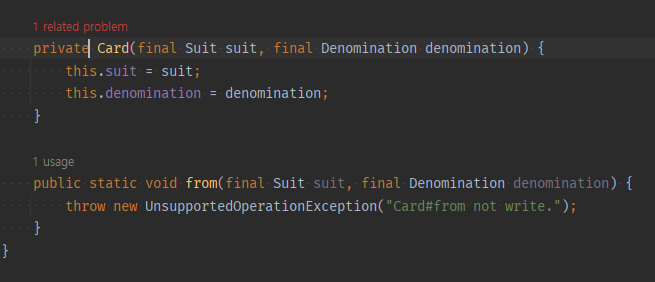 1 related problem
private Card(final Suit suit, final Denomination denomination) {
this.suit = suit;
this.denomination = denomination;
}
1 usage
public static void from(final Suit suit, final Denomination denomination) {
throw new UnsupportedOperationException("Card#from not write.");
}
}